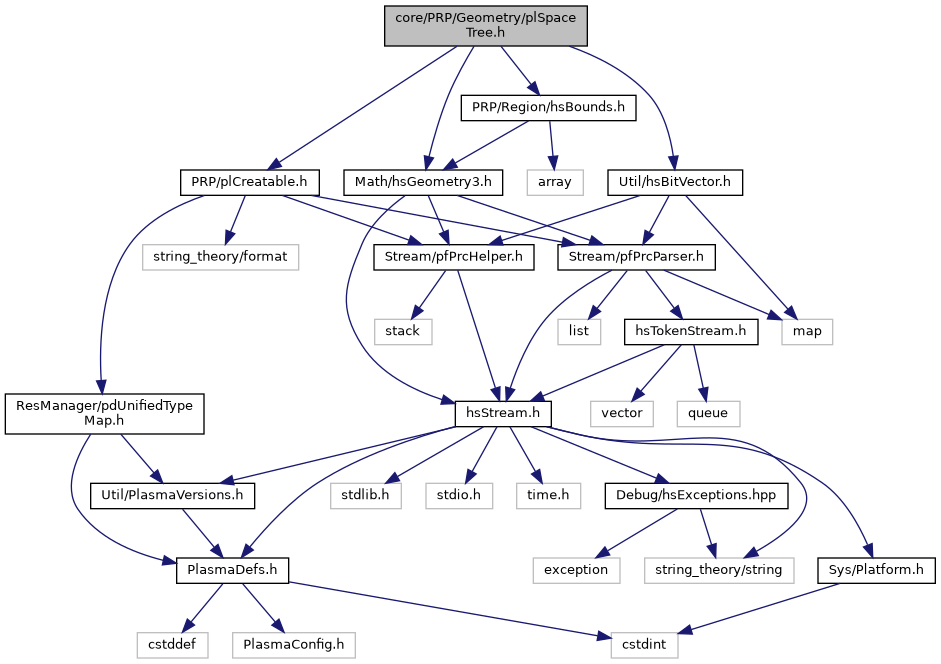 core/PRP/Geometry/plSpace
Tree.h
PRP/Region/hsBounds.h
PRP/plCreatable.h
Math/hsGeometry3.h
array
Util/hsBitVector.h
string_theory/format
Stream/pfPrcHelper.h
Stream/pfPrcParser.h
stack
list
hsTokenStream.h
map
ResManager/pdUnifiedType
Map.h
hsStream.h
vector
queue
Util/PlasmaVersions.h
stdlib.h
stdio.h
time.h
Debug/hsExceptions.hpp
PlasmaDefs.h
exception
string_theory/string
Sys/Platform.h
cstddef
PlasmaConfig.h
cstdint